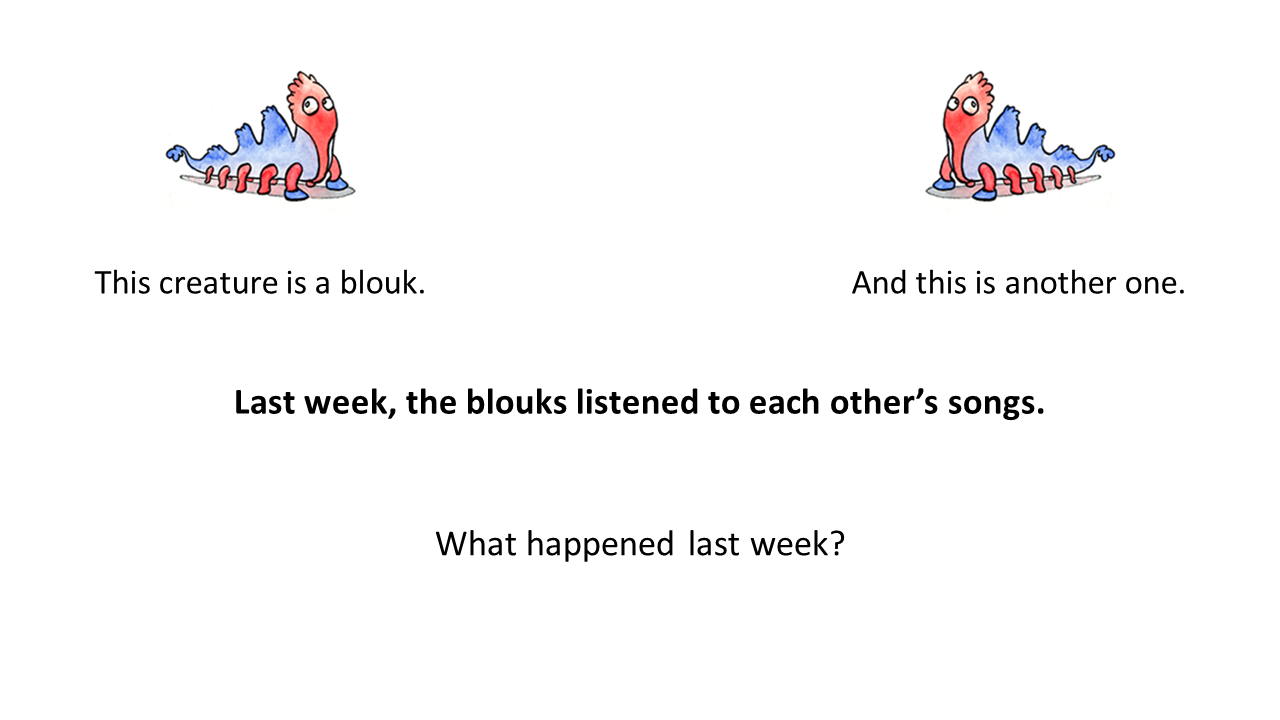 This creature is a blouk.
And this is another one.
Last week, the blouks listened to each other’s songs.
What happened last week?